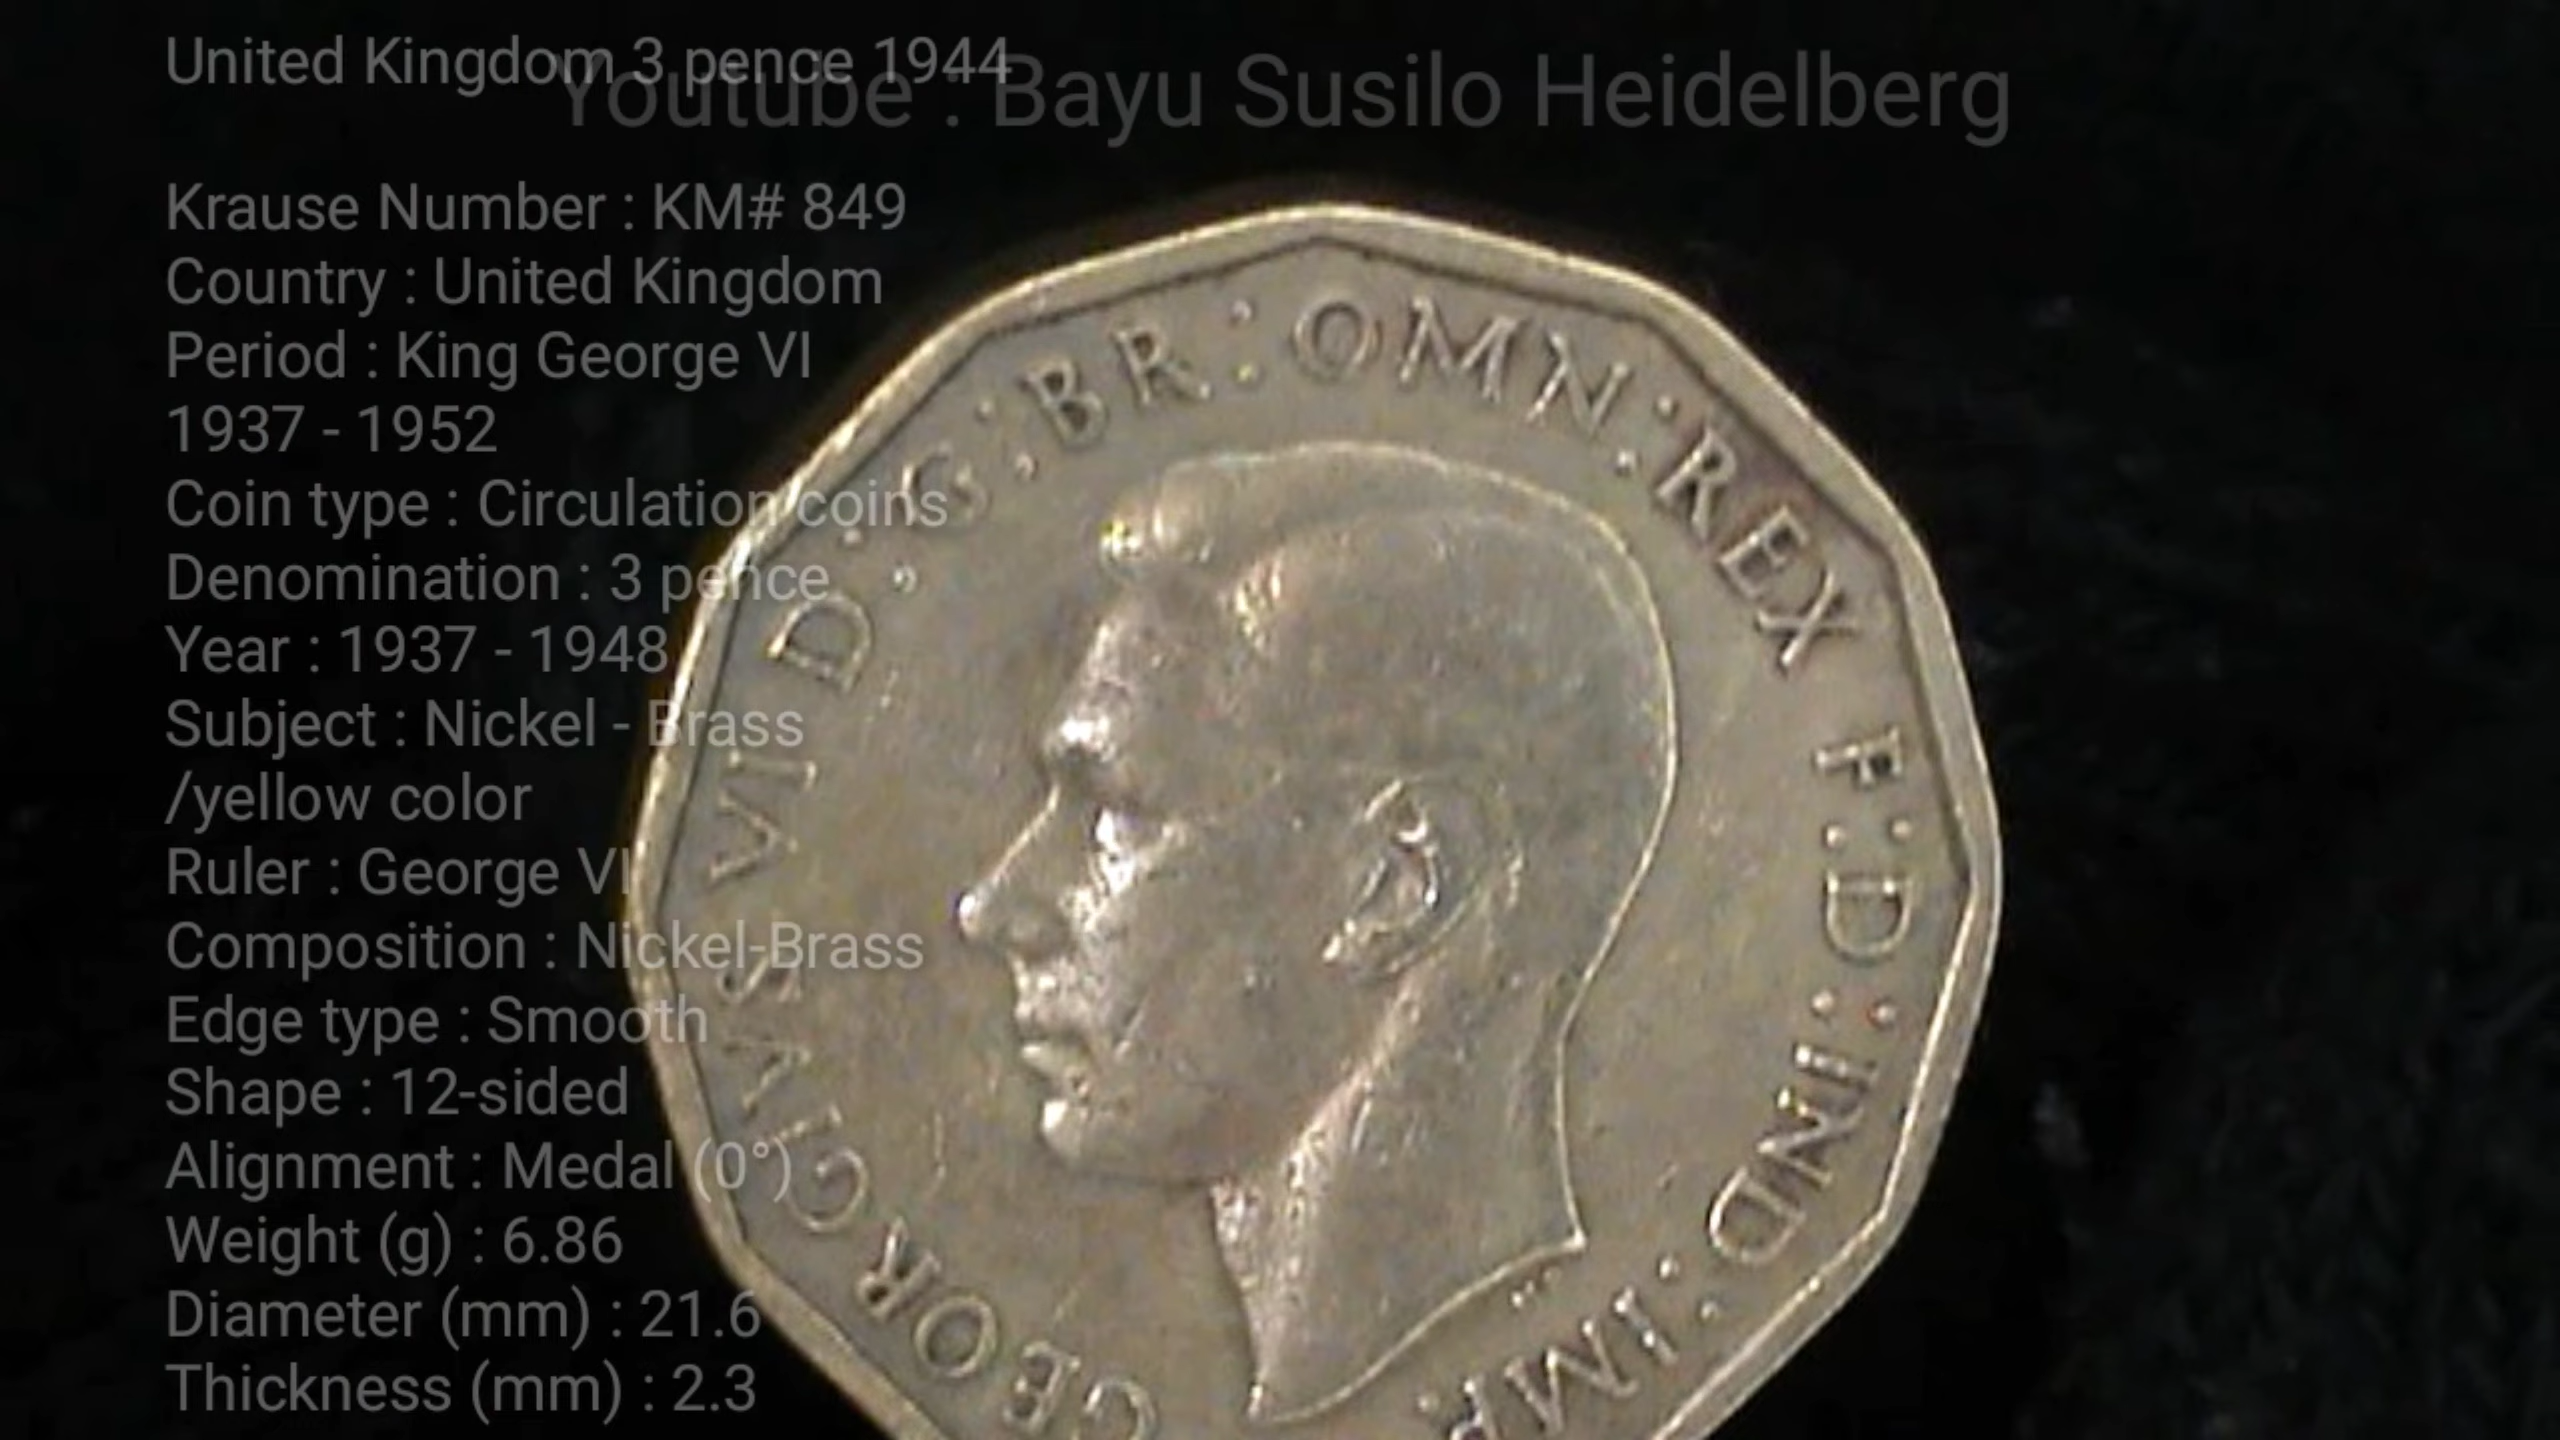 United Kingdom 3 pence 1944
Youtube : Bayu Susilo Heidelberg
Krause Number : KM# 849
Country : United Kingdom
Period : King George VI
1937 - 1952
Coin type : Circulation coins
Denomination : 3 pence
Year : 1937 - 1948
Subject : Nickel - Brass
/yellow color
Ruler : George VI
Composition : Nickel-Brass
Edge type : Smooth
Shape : 12-sided
Alignment : Medal (0°)
Weight (g) : 6.86
Diameter (mm) : 21.6
Thickness (mm) : 2.3
GEORGIVS VI D:G:BR:OMN:REX F:D:IND:IMP.